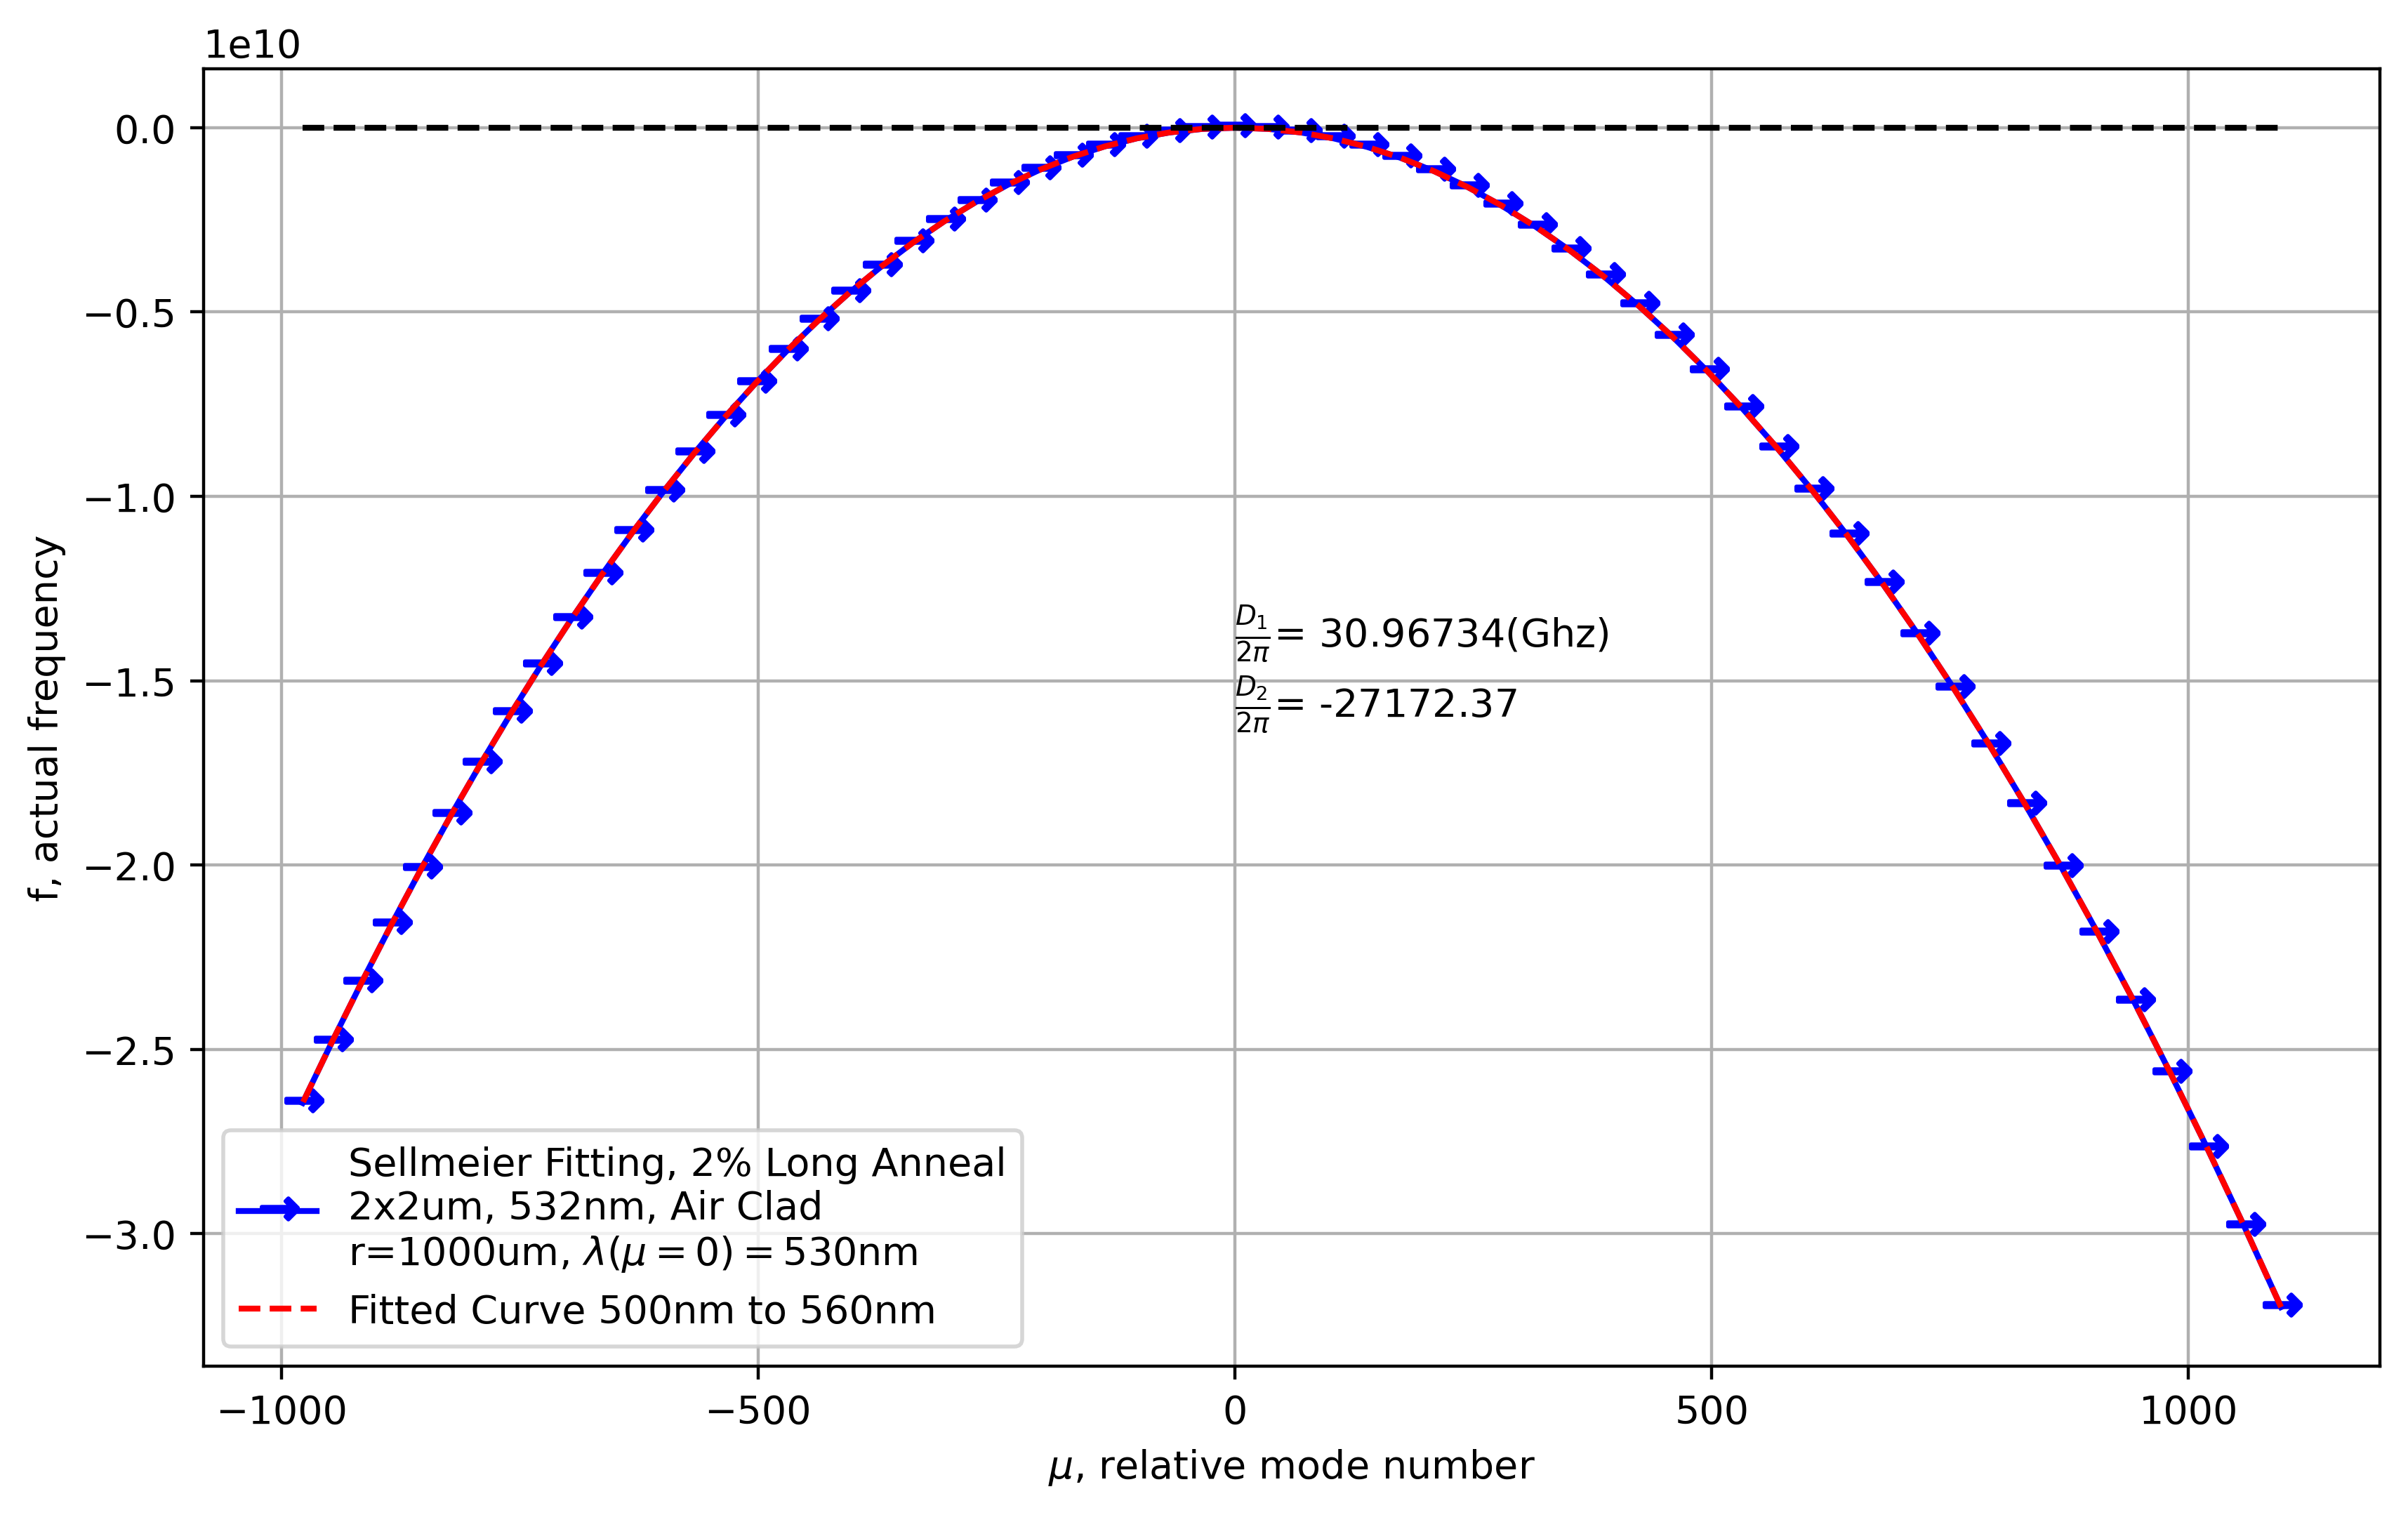 1e10
0.0
−0.5
−1.0
−1.5
−2.0
−2.5
−3.0
f, actual frequency
D₁/2π = 30.96734(Ghz)
D₂/2π = -27172.37
Sellmeier Fitting, 2% Long Anneal
2x2um, 532nm, Air Clad
r=1000um, λ(μ = 0) = 530nm
Fitted Curve 500nm to 560nm
−1000
−500
0
500
1000
μ, relative mode number